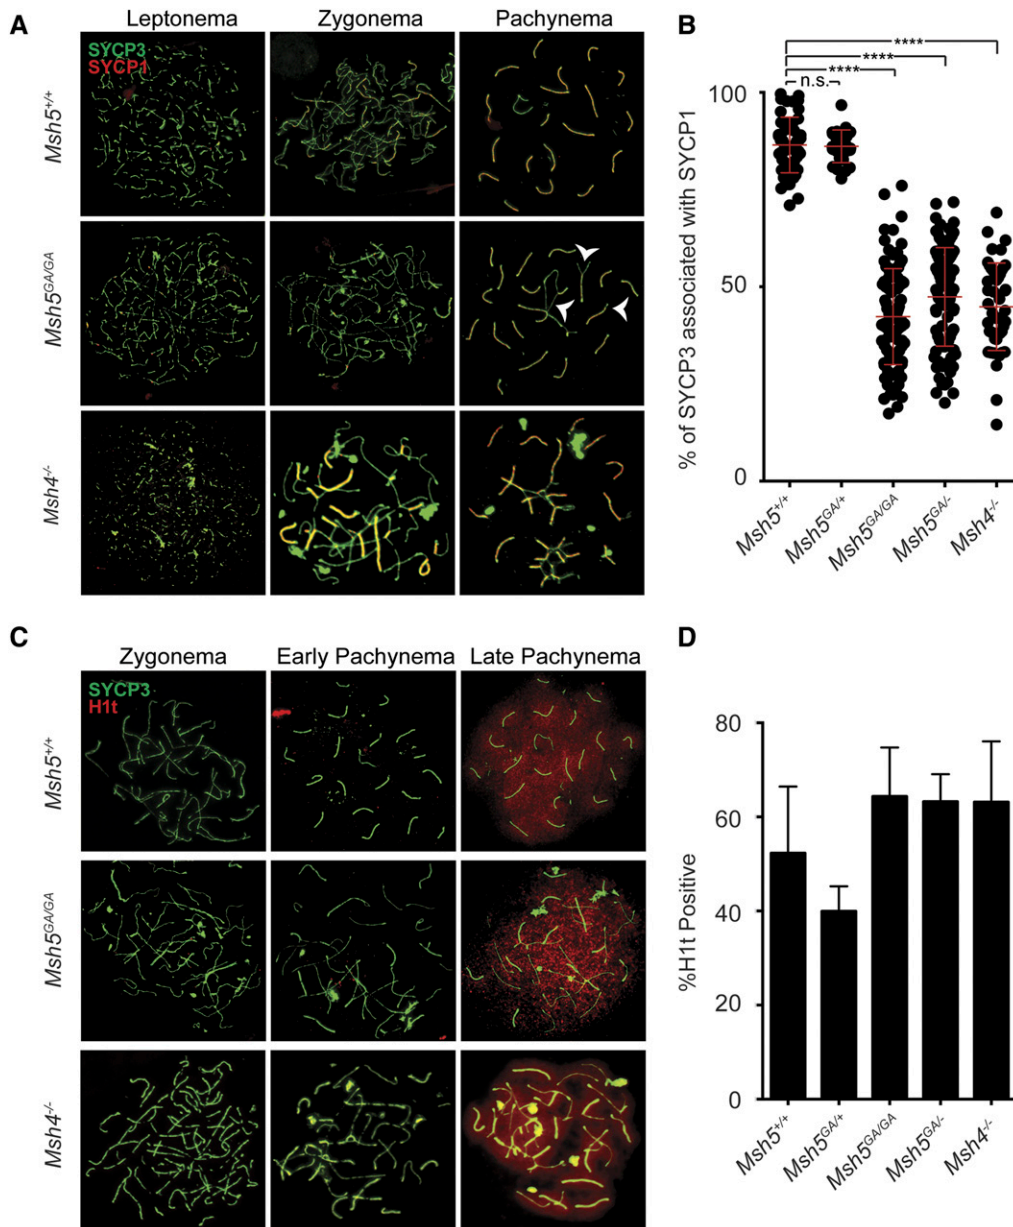 A
Leptonema Zygonema Pachynema
SYCP3
SYCP1
Msh5+/+
Msh5GA/GA
Msh4-/-
B
****
****
****
n.s.
% of SYCP3 associated with SYCP1
100
50
0
Msh5+/+ Msh5GA/+ Msh5GA/GA Msh5GA/- Msh4-/-
C
Zygonema Early Pachynema Late Pachynema
SYCP3
H1t
Msh5+/+
Msh5GA/GA
Msh4-/-
D
%H1t Positive
80
60
40
20
0
Msh5+/+ Msh5GA/+ Msh5GA/GA Msh5GA/- Msh4-/-